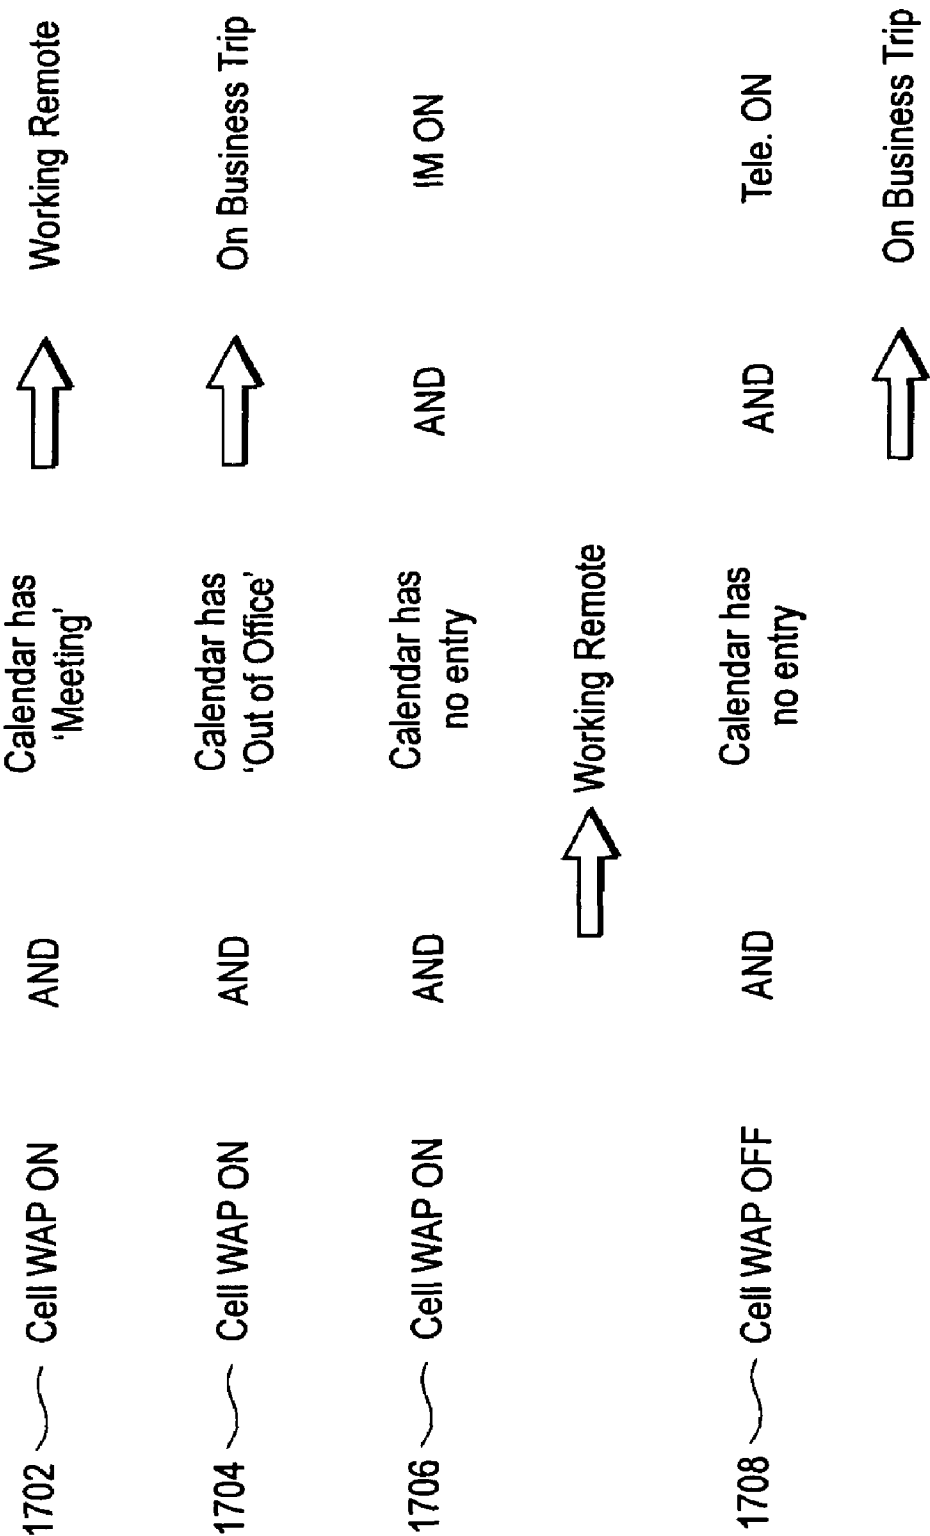 1702 Cell WAP ON AND Calendar has 'Meeting' Working Remote
1704 Cell WAP ON AND Calendar has 'Out of Office' On Business Trip
1706 Cell WAP ON AND Calendar has no entry AND IM ON
Working Remote
1708 Cell WAP OFF AND Calendar has no entry AND Tele. ON
On Business Trip